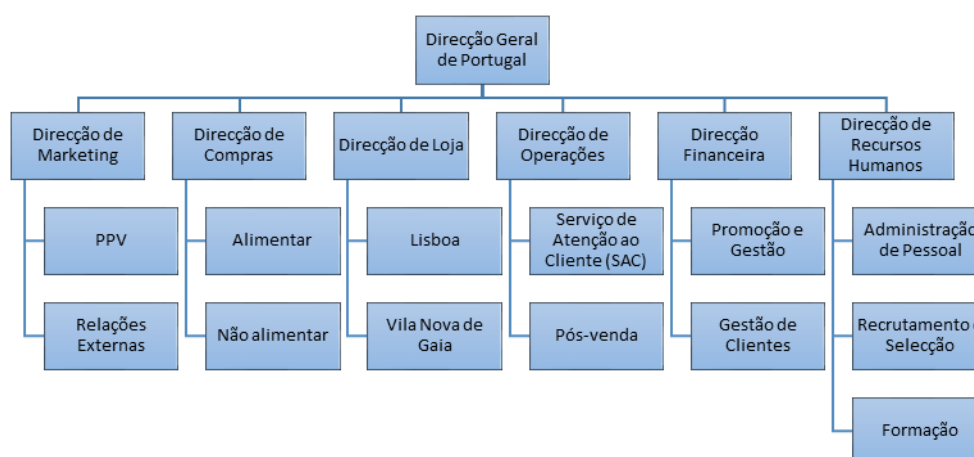 Direcção Geral
de Portugal
Direcção de
Marketing
Direcção de
Compras
Direcção de Loja
Direcção de
Operações
Direcção
Financeira
Direcção de
Recursos
Humanos
PPV
Alimentar
Lisboa
Serviço de
Atenção ao
Cliente (SAC)
Promoção e
Gestão
Administração
de Pessoal
Relações
Externas
Não alimentar
Vila Nova de
Gaia
Pós-venda
Gestão de
Clientes
Recrutamento
Selecção
Formação